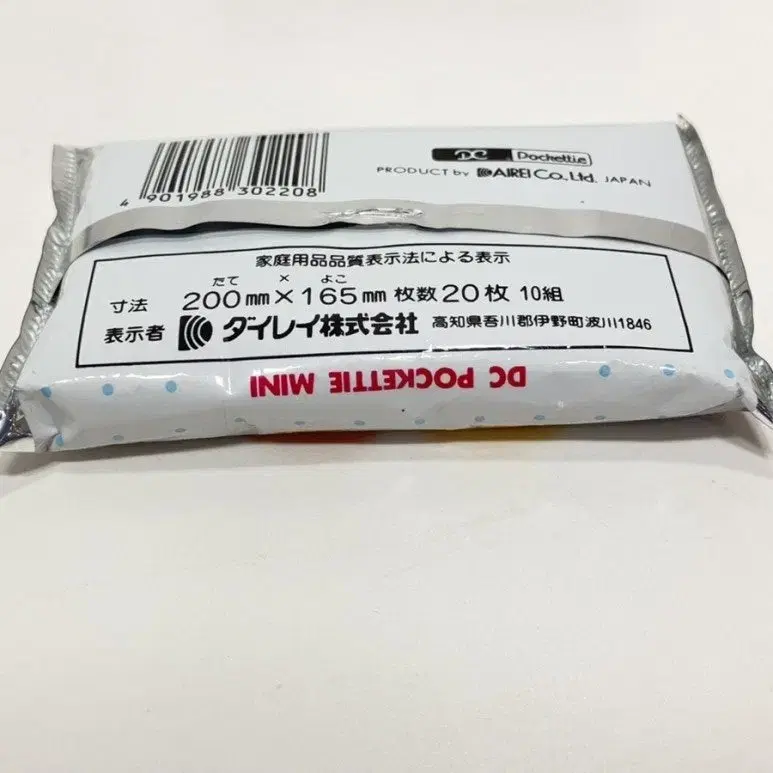 4 901988 302208
DC Pockettie
PRODUCT by DAIREI Co., Ltd. JAPAN
家庭用品品質表示法による表示
たて × よこ
寸法 200mm×165mm 枚数20枚 10組
表示者 ダイレイ株式会社 高知県吾川郡伊野町波川1846
DC POCKETTIE MINI